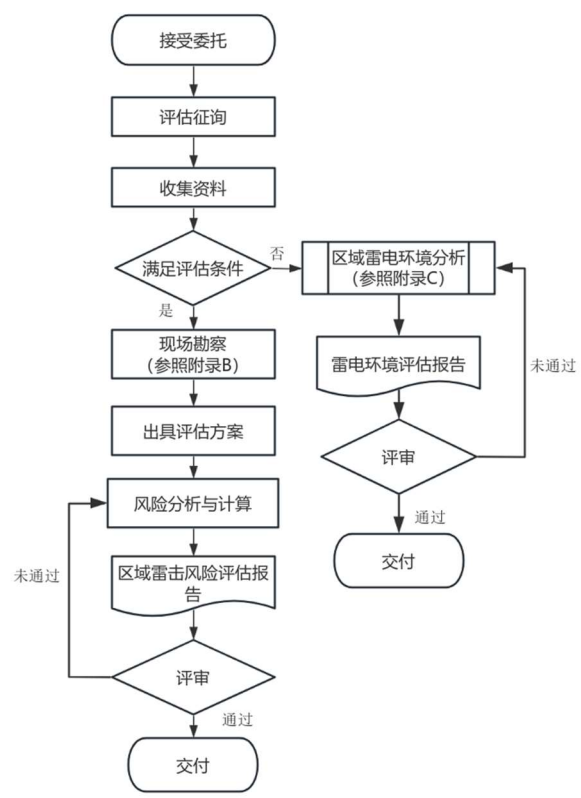 接受委托
评估征询
收集资料
满足评估条件
否
区域雷电环境分析
（参照附录C）
是
现场勘察
（参照附录B）
雷电环境评估报告
未通过
出具评估方案
评审
风险分析与计算
通过
交付
区域雷击风险评估报
告
未通过
评审
通过
交付